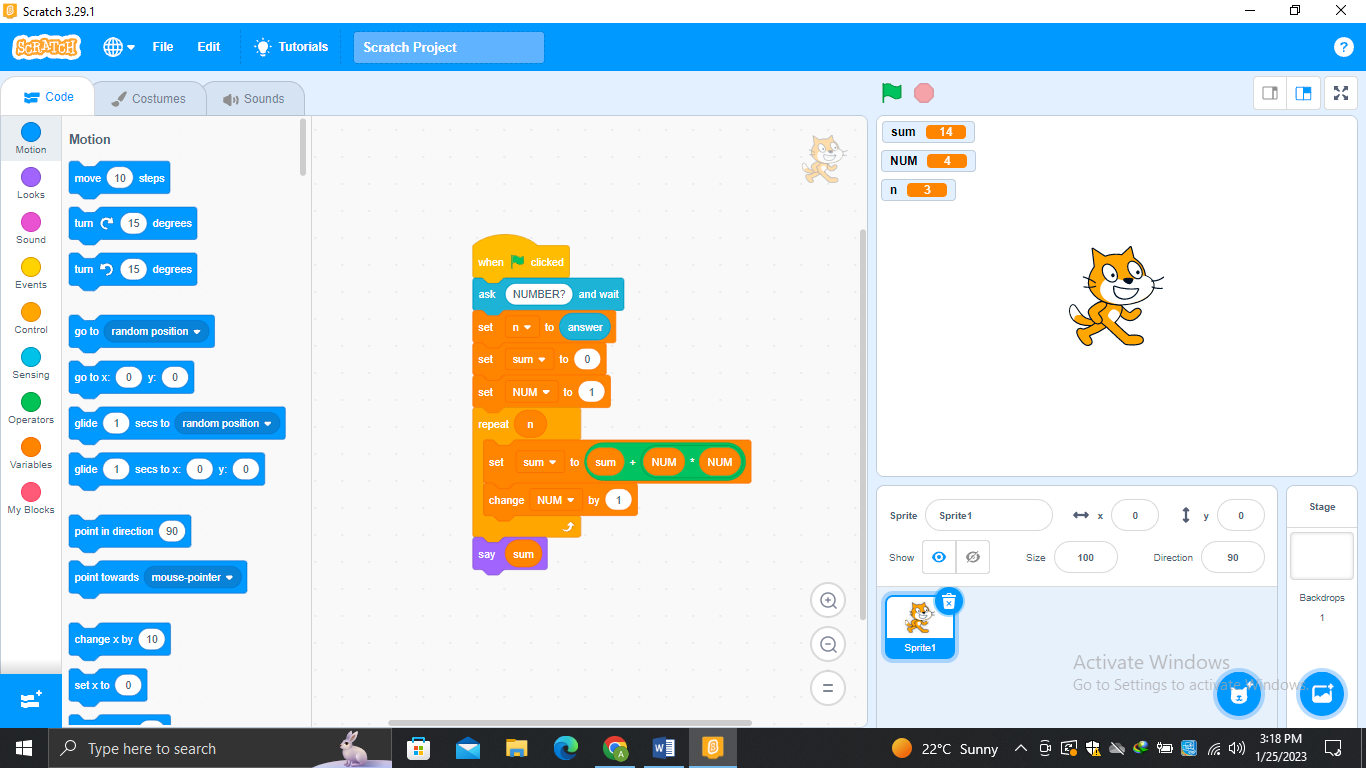 Scratch 3.29.1
SCRATCH
File
Edit
Tutorials
Scratch Project
?
Code
Costumes
Sounds
Motion
Looks
Sound
Events
Control
Sensing
Operators
Variables
My Blocks
Motion
move 10 steps
turn 15 degrees
turn 15 degrees
go to random position
go to x: 0 y: 0
glide 1 secs to random position
glide 1 secs to x: 0 y: 0
point in direction 90
point towards mouse-pointer
change x by 10
set x to 0
when clicked
ask NUMBER? and wait
set n to answer
set sum to 0
set NUM to 1
repeat n
set sum to sum + NUM * NUM
change NUM by 1
say sum
sum 14
NUM 4
n 3
Sprite Sprite1 x 0 y 0
Show Size 100 Direction 90
Sprite1
Stage
Backdrops
1
Activate Windows
Go to Settings to activate Windows.
Type here to search
22°C Sunny
3:18 PM
1/25/2023